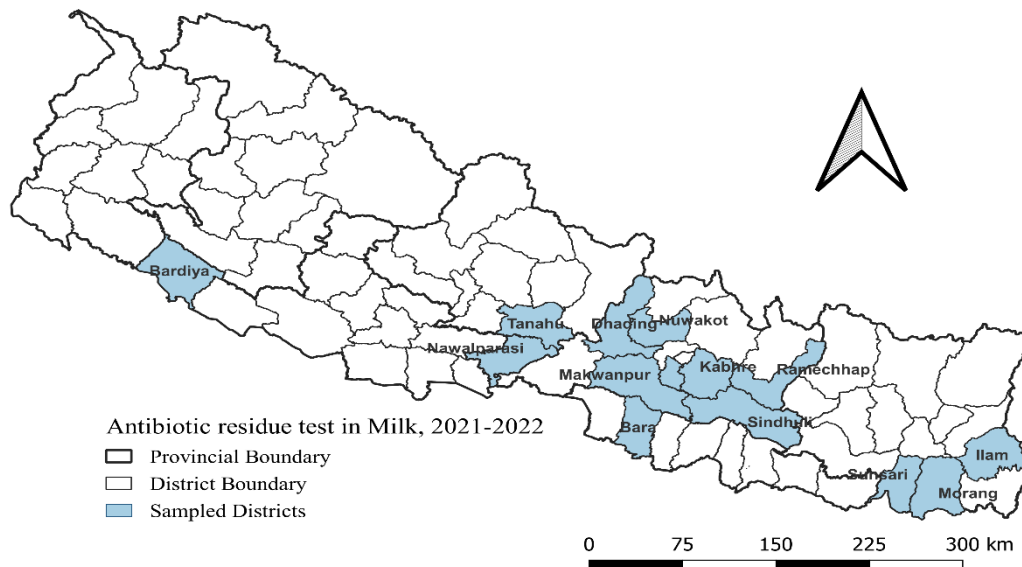 Bardiya
Tanahu
Dhading
Nuwakot
Nawalparasi
Makwanpur
Kabhre
Ramechhap
Bara
Sindhuli
Ilam
Sunsari
Morang
Antibiotic residue test in Milk, 2021-2022
Provincial Boundary
District Boundary
Sampled Districts
0 75 150 225 300 km